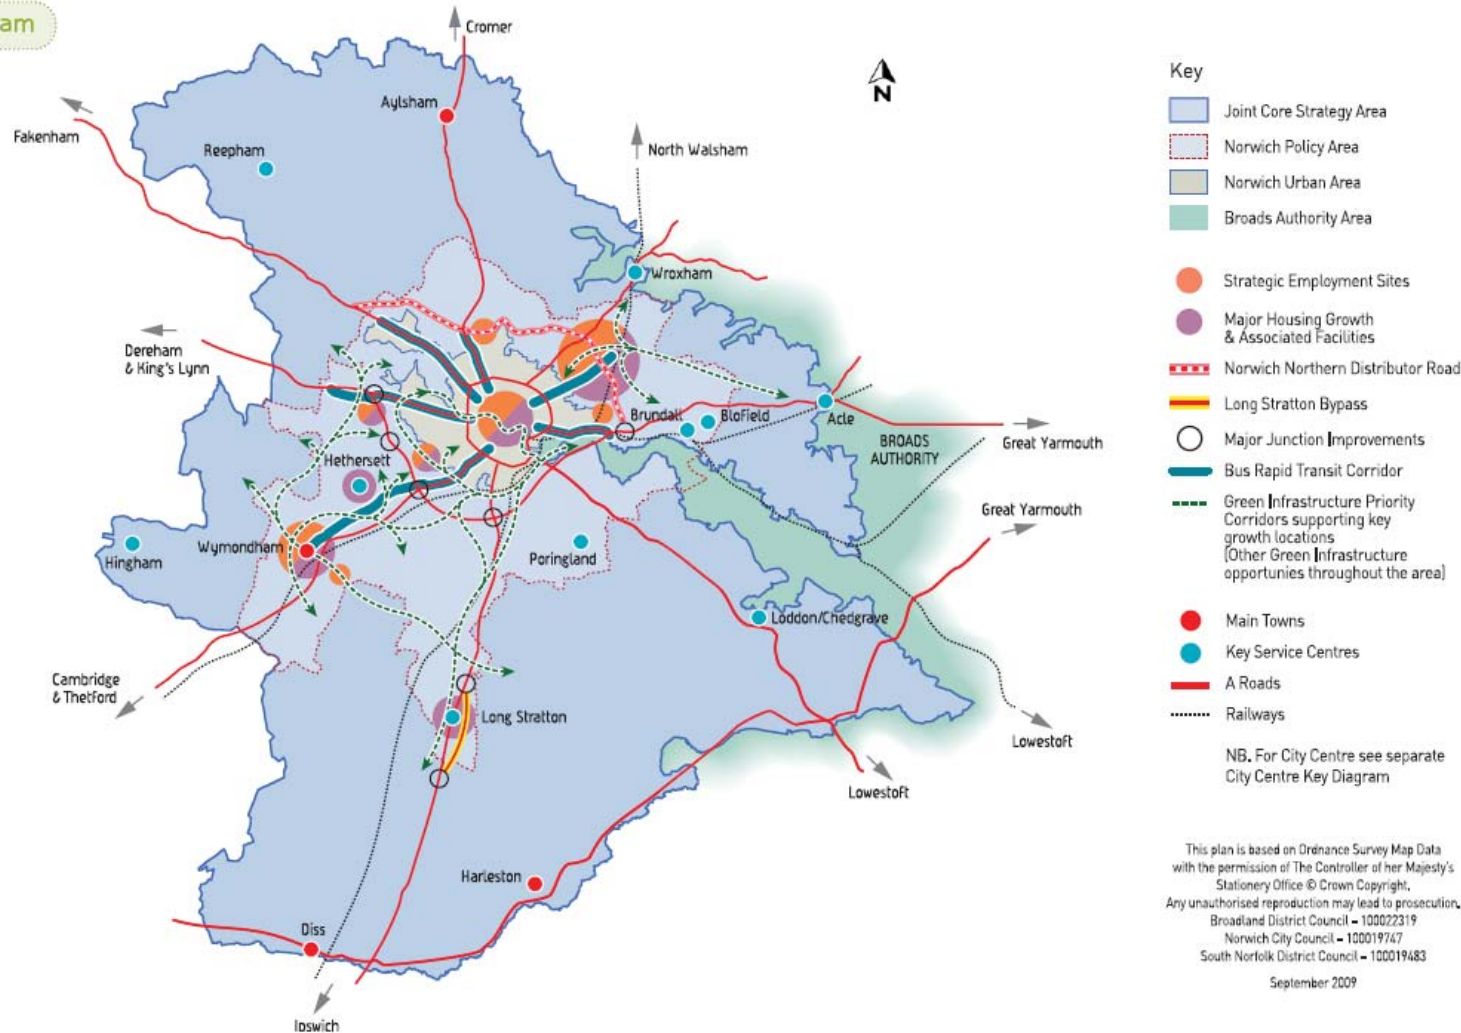 am
Cromer
Aylsham
Fakenham
Reepham
North Walsham
N
Wroxham
Dereham
& King's Lynn
Brundall
Blofield
Acle
BROADS
AUTHORITY
Great Yarmouth
Hethersett
Great Yarmouth
Wymondham
Hingham
Poringland
Loddon/Chedgrave
Cambridge
& Thetford
Long Stratton
Lowestoft
Lowestoft
Harleston
Diss
Ipswich
Key
Joint Core Strategy Area
Norwich Policy Area
Norwich Urban Area
Broads Authority Area
Strategic Employment Sites
Major Housing Growth
& Associated Facilities
Norwich Northern Distributor Road
Long Stratton Bypass
Major Junction Improvements
Bus Rapid Transit Corridor
Green Infrastructure Priority
Corridors supporting key
growth locations
(Other Green Infrastructure
opportunies throughout the area)
Main Towns
Key Service Centres
A Roads
Railways
NB. For City Centre see separate
City Centre Key Diagram
This plan is based on Ordnance Survey Map Data
with the permission of The Controller of her Majesty's
Stationery Office © Crown Copyright.
Any unauthorised reproduction may lead to prosecution.
Broadland District Council – 100022319
Norwich City Council – 100019747
South Norfolk District Council – 100019483
September 2009